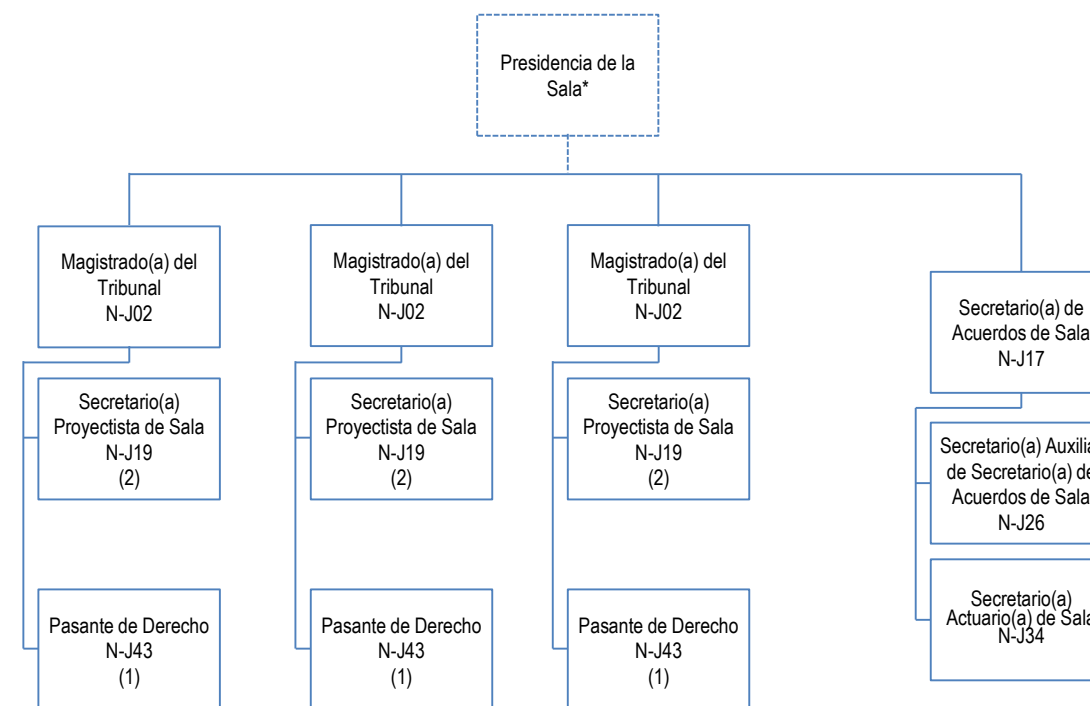 Presidencia de la
Sala*
Magistrado(a) del
Tribunal
N-J02
Magistrado(a) del
Tribunal
N-J02
Magistrado(a) del
Tribunal
N-J02
Secretario(a) de
Acuerdos de Sala
N-J17
Secretario(a)
Proyectista de Sala
N-J19
(2)
Secretario(a)
Proyectista de Sala
N-J19
(2)
Secretario(a)
Proyectista de Sala
N-J19
(2)
Secretario(a) Auxilia
de Secretario(a) de
Acuerdos de Sala
N-J26
Pasante de Derecho
N-J43
(1)
Pasante de Derecho
N-J43
(1)
Pasante de Derecho
N-J43
(1)
Secretario(a)
Actuario(a) de Sala
N-J34